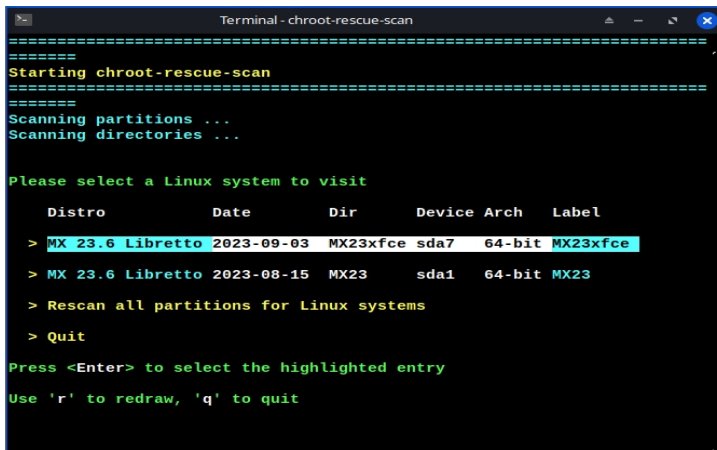 Terminal - chroot-rescue-scan
========================================================================
=======
Starting chroot-rescue-scan
========================================================================
=======
Scanning partitions ...
Scanning directories ...
Please select a Linux system to visit
Distro Date Dir Device Arch Label
> MX 23.6 Libretto 2023-09-03 MX23xfce sda7 64-bit MX23xfce
> MX 23.6 Libretto 2023-08-15 MX23 sda1 64-bit MX23
> Rescan all partitions for Linux systems
> Quit
Press <Enter> to select the highlighted entry
Use 'r' to redraw, 'q' to quit